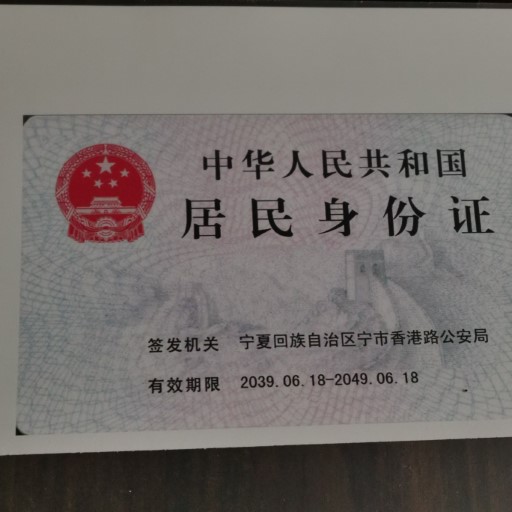 中华人民共和国
居民身份证
签发机关 宁夏回族自治区宁市香港路公安局
有效期限 2039.06.18-2049.06.18